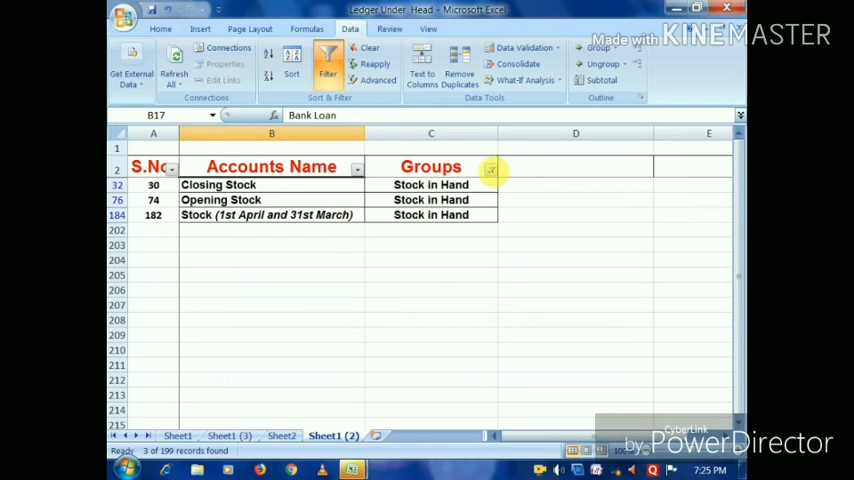 Ledger Under Head - Microsoft Excel
Made with KINEMASTER
Home Insert Page Layout Formulas Data Review View
Get External Data
Refresh All
Connections
Properties
Edit Links
Connections
Sort
Filter
Clear
Reapply
Advanced
Sort & Filter
Text to Columns
Remove Duplicates
Data Validation
Consolidate
What-If Analysis
Data Tools
Group
Ungroup
Subtotal
Outline
B17 fx Bank Loan
A B C D E
1
2 S.No Accounts Name Groups
32 30 Closing Stock Stock in Hand
76 74 Opening Stock Stock in Hand
184 182 Stock (1st April and 31st March) Stock in Hand
202
203
204
205
206
207
208
209
210
211
212
213
214
215
Sheet1 Sheet1 (3) Sheet2 Sheet1 (2)
CyberLink
by PowerDirector
Ready 3 of 199 records found
7:25 PM